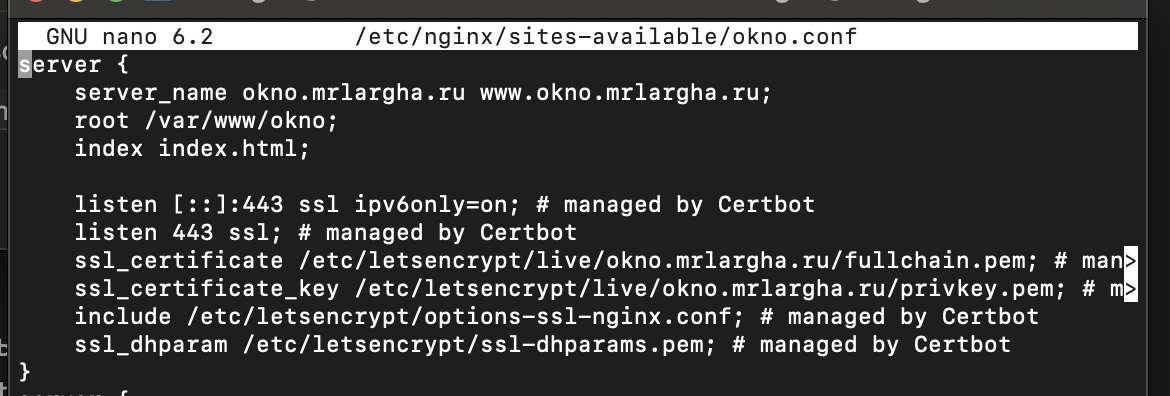 GNU nano 6.2 /etc/nginx/sites-available/okno.conf
server {
server_name okno.mrlargha.ru www.okno.mrlargha.ru;
root /var/www/okno;
index index.html;
listen [::]:443 ssl ipv6only=on; # managed by Certbot
listen 443 ssl; # managed by Certbot
ssl_certificate /etc/letsencrypt/live/okno.mrlargha.ru/fullchain.pem; # man>
ssl_certificate_key /etc/letsencrypt/live/okno.mrlargha.ru/privkey.pem; # m>
include /etc/letsencrypt/options-ssl-nginx.conf; # managed by Certbot
ssl_dhparam /etc/letsencrypt/ssl-dhparams.pem; # managed by Certbot
}